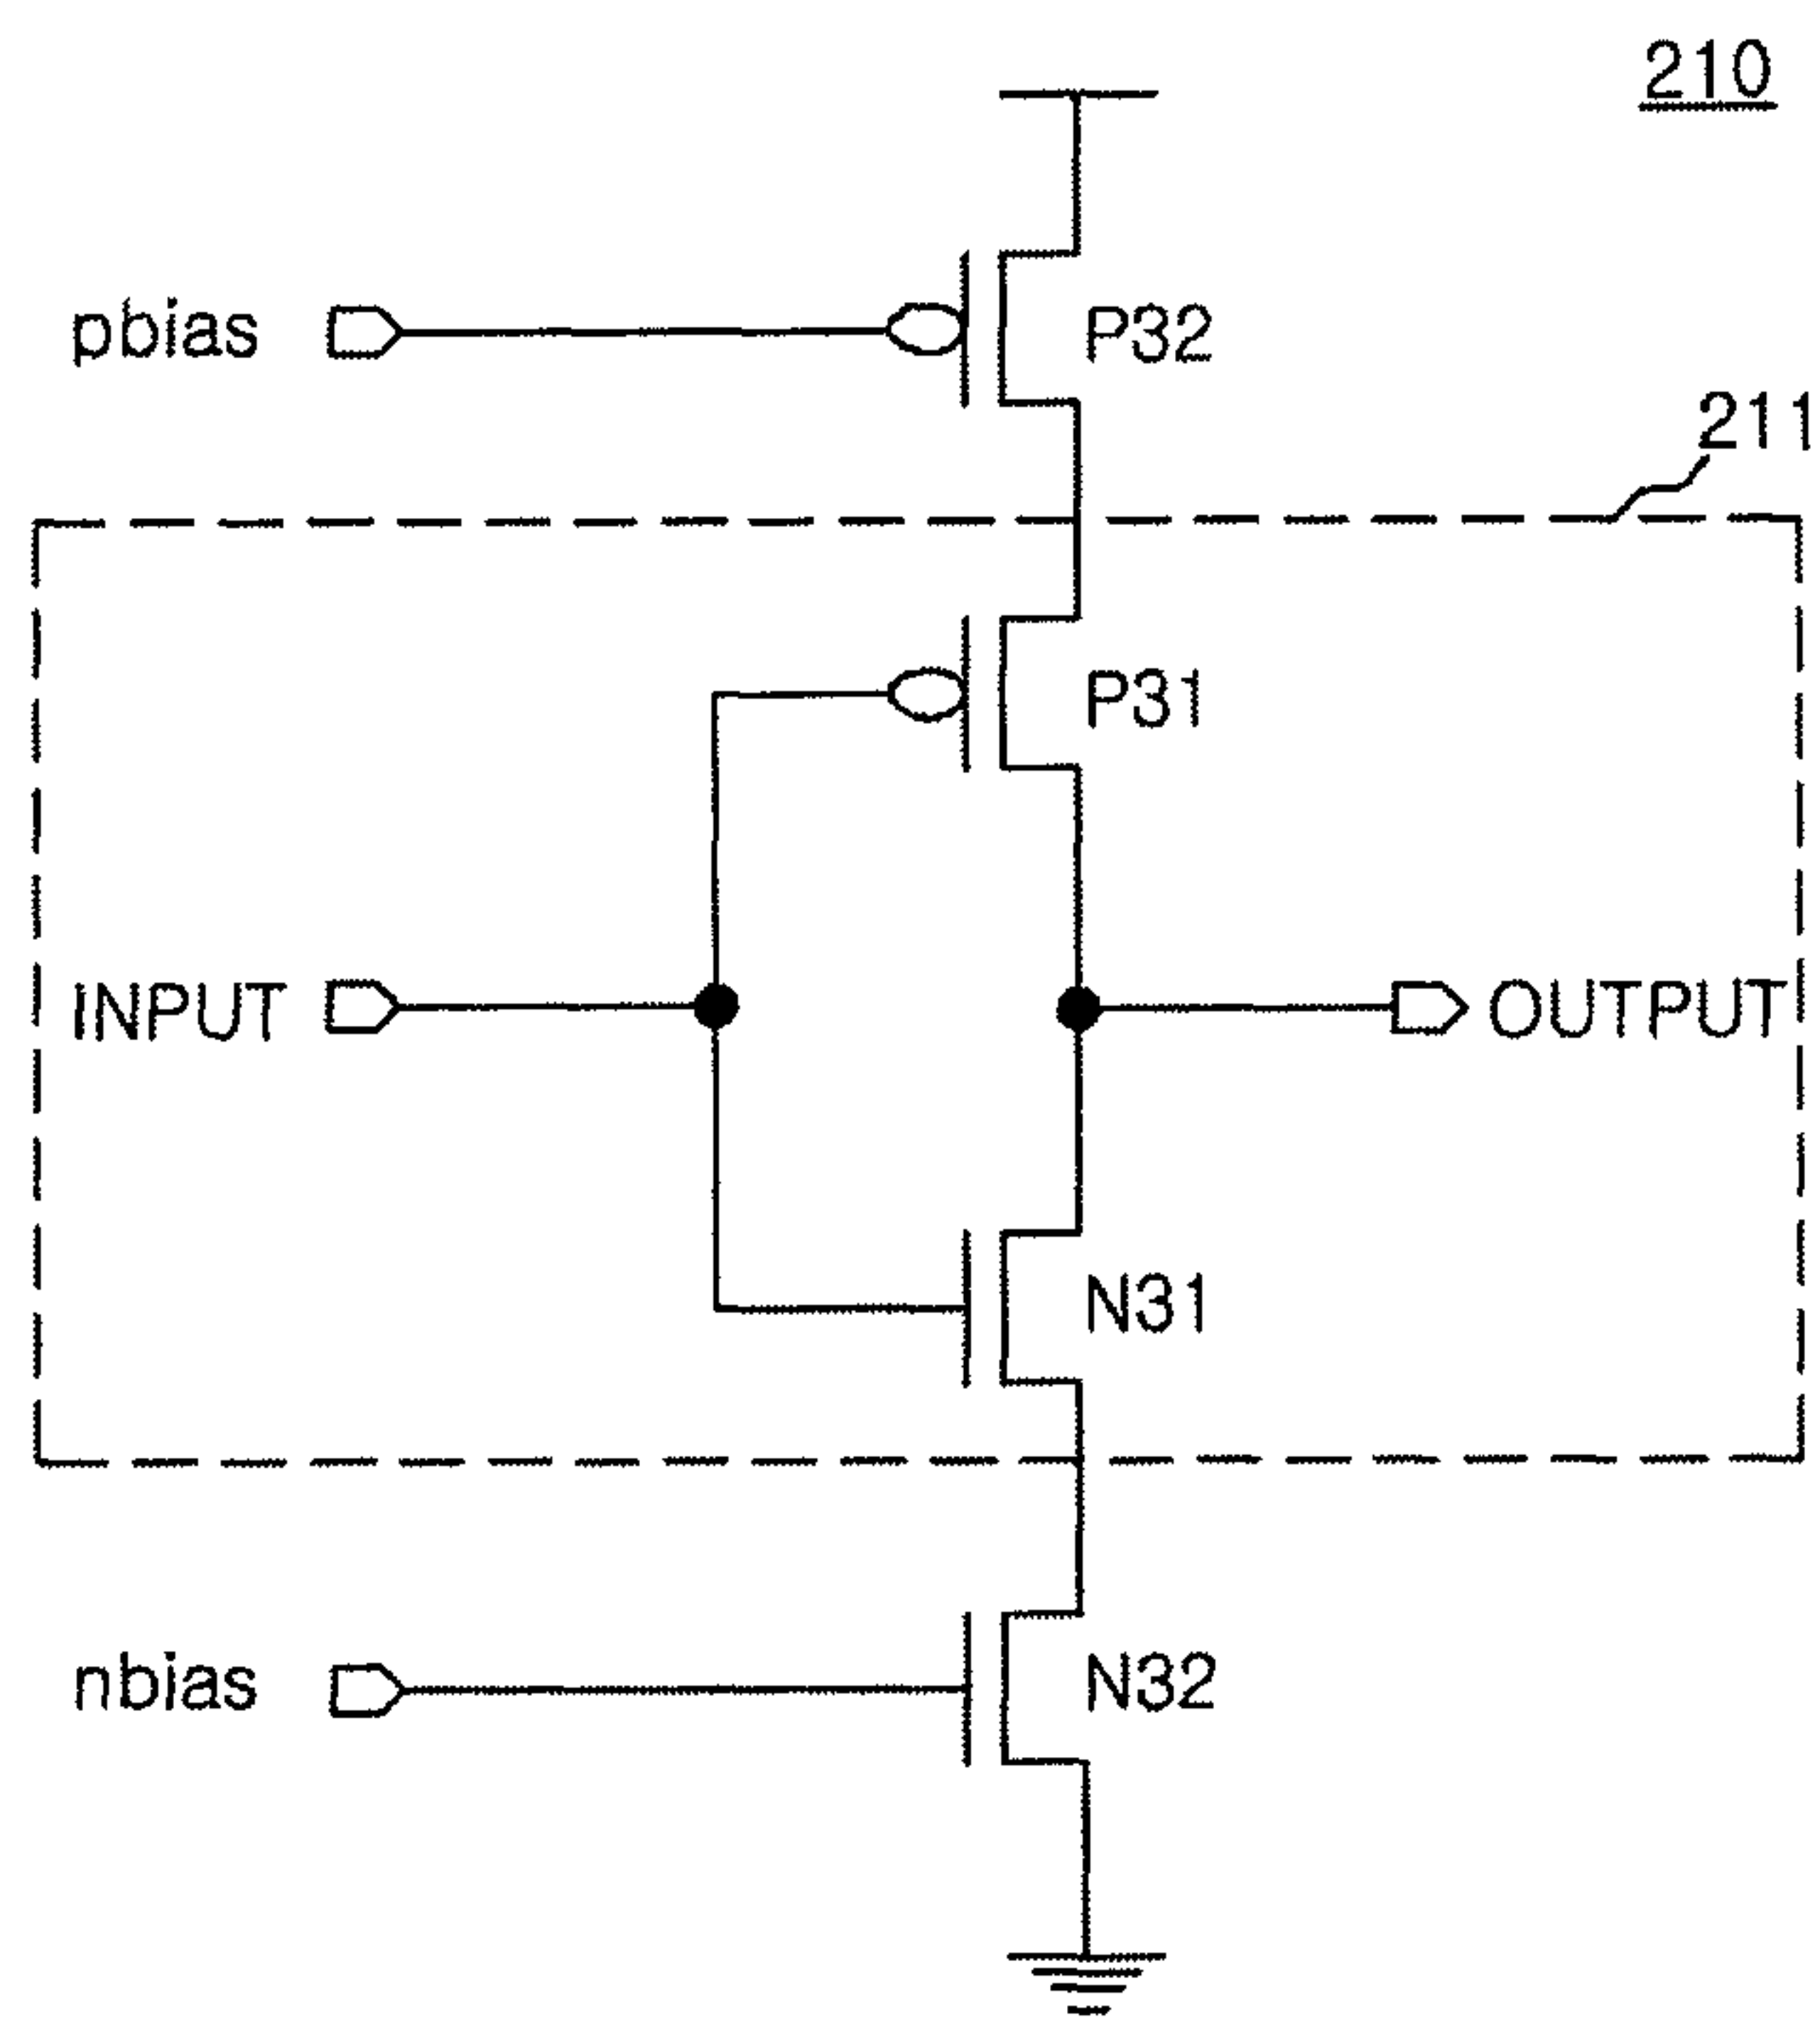 210
pbias
P32
211
P31
INPUT
OUTPUT
N31
nbias
N32